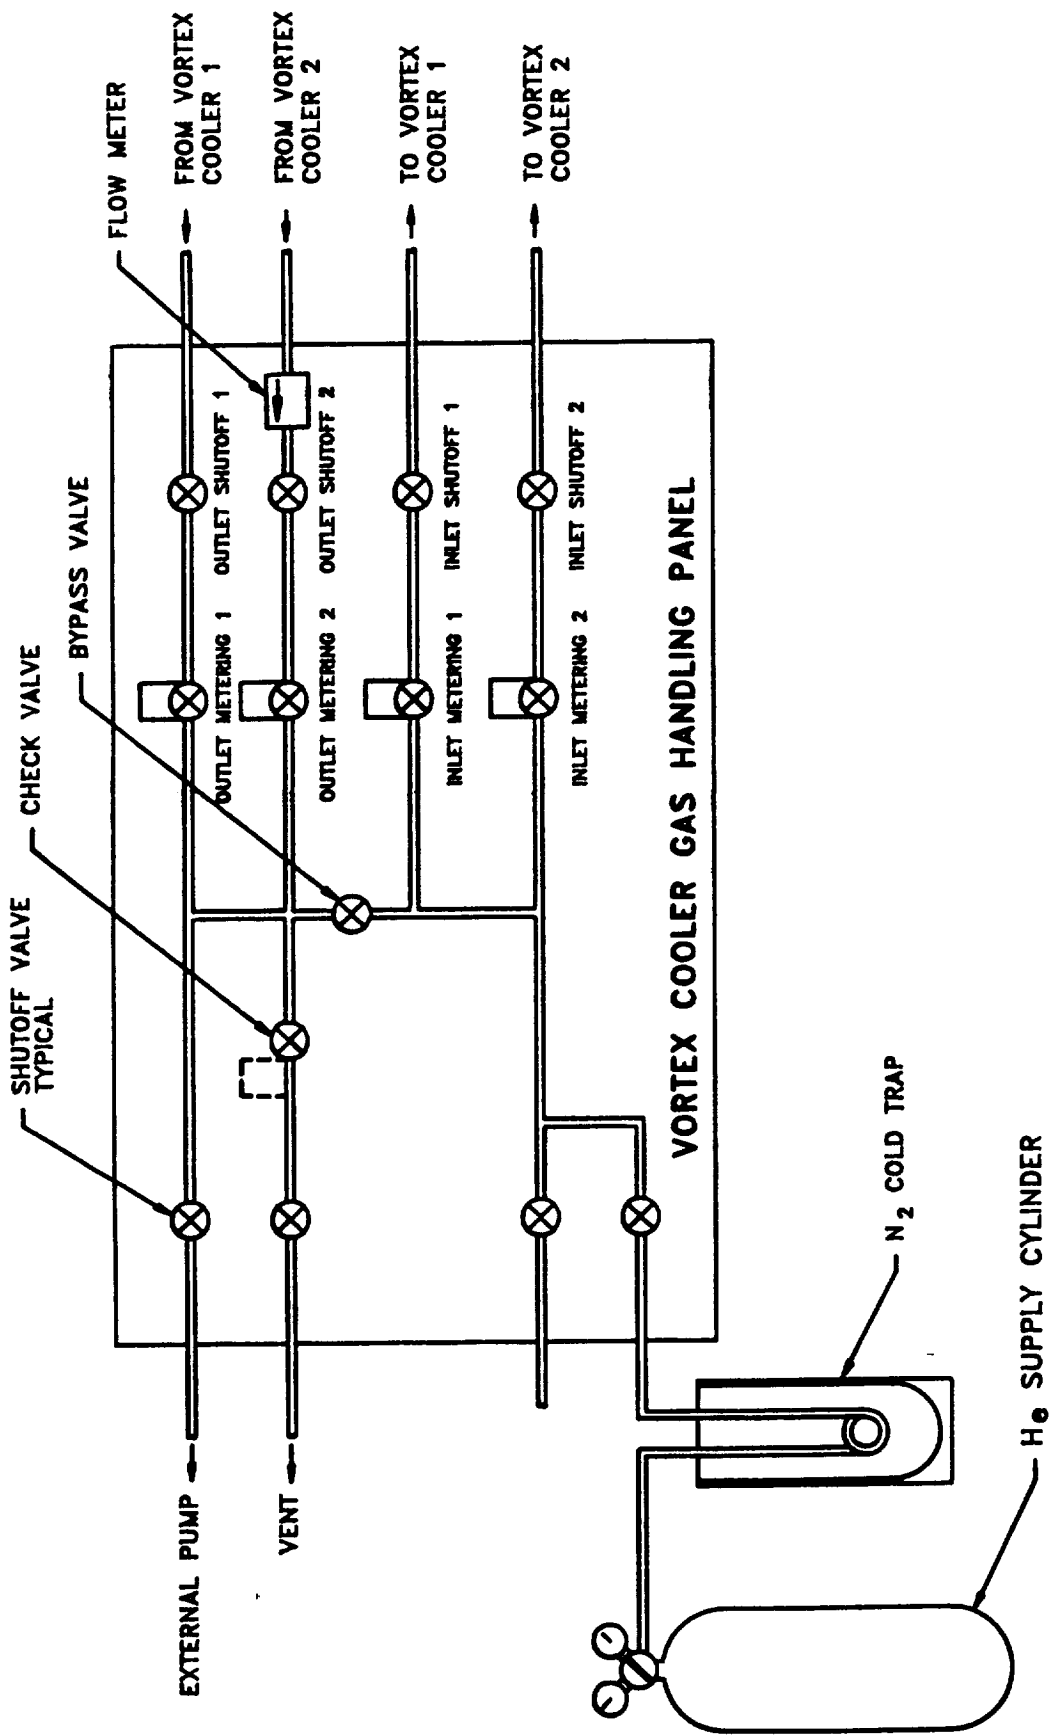 SHUTOFF VALVE
TYPICAL
CHECK VALVE
BYPASS VALVE
FLOW METER
EXTERNAL PUMP
VENT
FROM VORTEX
COOLER 1
FROM VORTEX
COOLER 2
TO VORTEX
COOLER 1
TO VORTEX
COOLER 2
OUTLET METERING 1
OUTLET SHUTOFF 1
OUTLET METERING 2
OUTLET SHUTOFF 2
INLET METERING 1
INLET SHUTOFF 1
INLET METERING 2
INLET SHUTOFF 2
VORTEX COOLER GAS HANDLING PANEL
N2 COLD TRAP
He SUPPLY CYLINDER